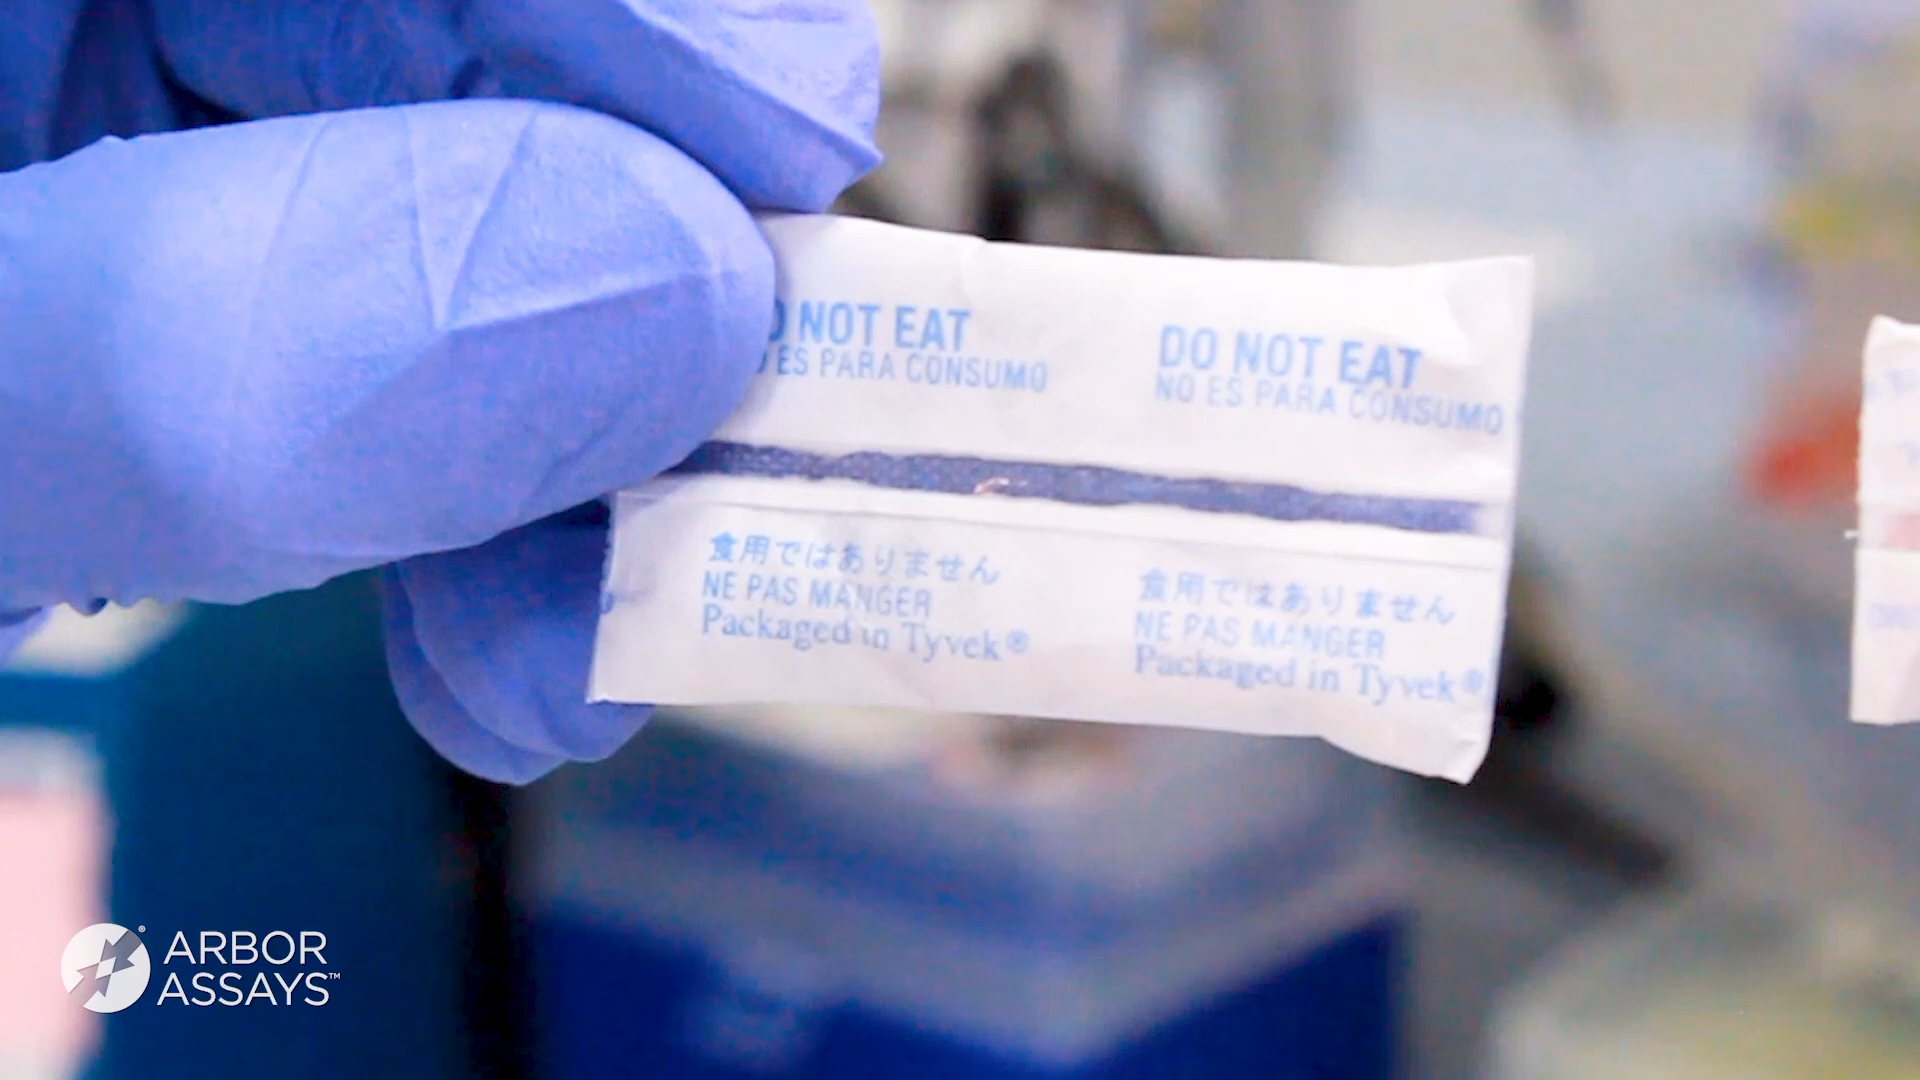 NOT EAT
ES PARA CONSUMO
DO NOT EAT
NO ES PARA CONSUMO
食用ではありません
NE PAS MANGER
Packaged in Tyvek®
食用ではありません
NE PAS MANGER
Packaged in Tyvek®
ARBOR
ASSAYS™